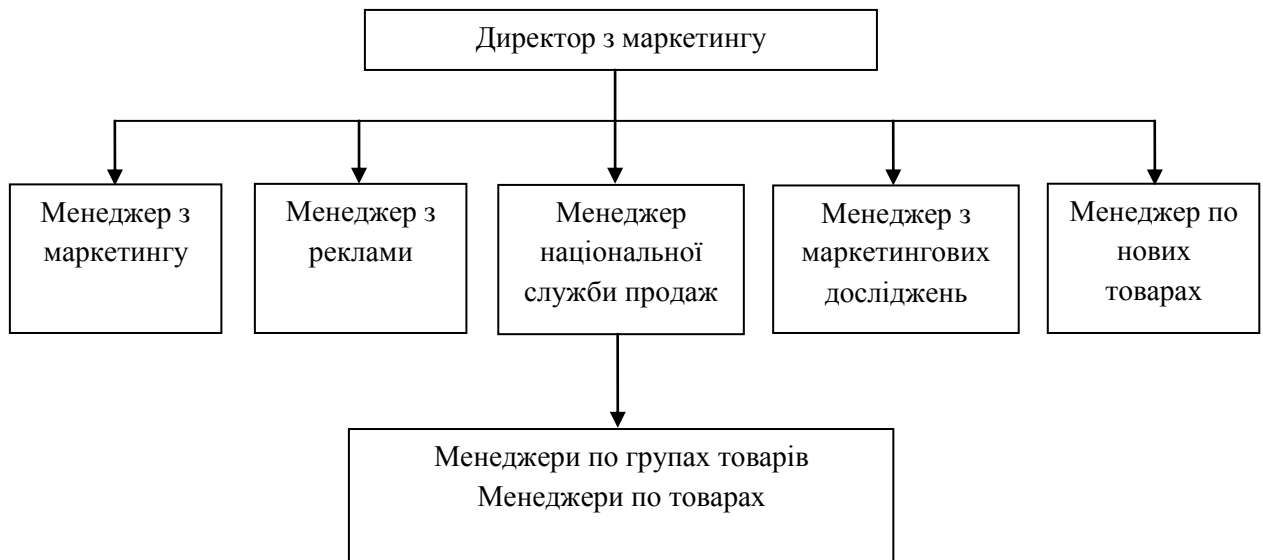 Директор з маркетингу
Менеджер з
маркетингу
Менеджер з
реклами
Менеджер
національної
служби продаж
Менеджер з
маркетингових
досліджень
Менеджер по
нових
товарах
Менеджери по групах товарів
Менеджери по товарах